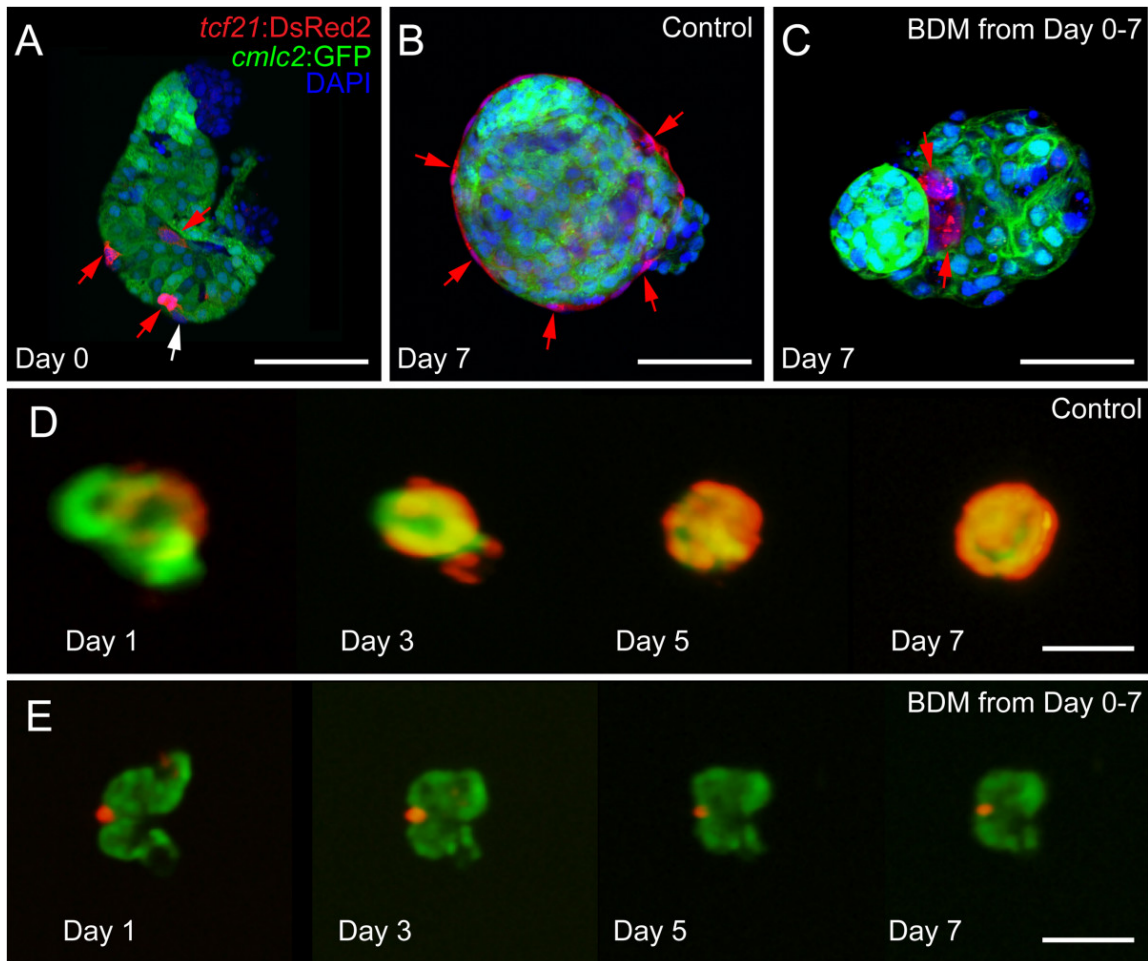 A
tcf21:DsRed2
cmlc2:GFP
DAPI
Day 0
B
Control
Day 7
C
BDM from Day 0-7
Day 7
D
Control
Day 1
Day 3
Day 5
Day 7
E
BDM from Day 0-7
Day 1
Day 3
Day 5
Day 7